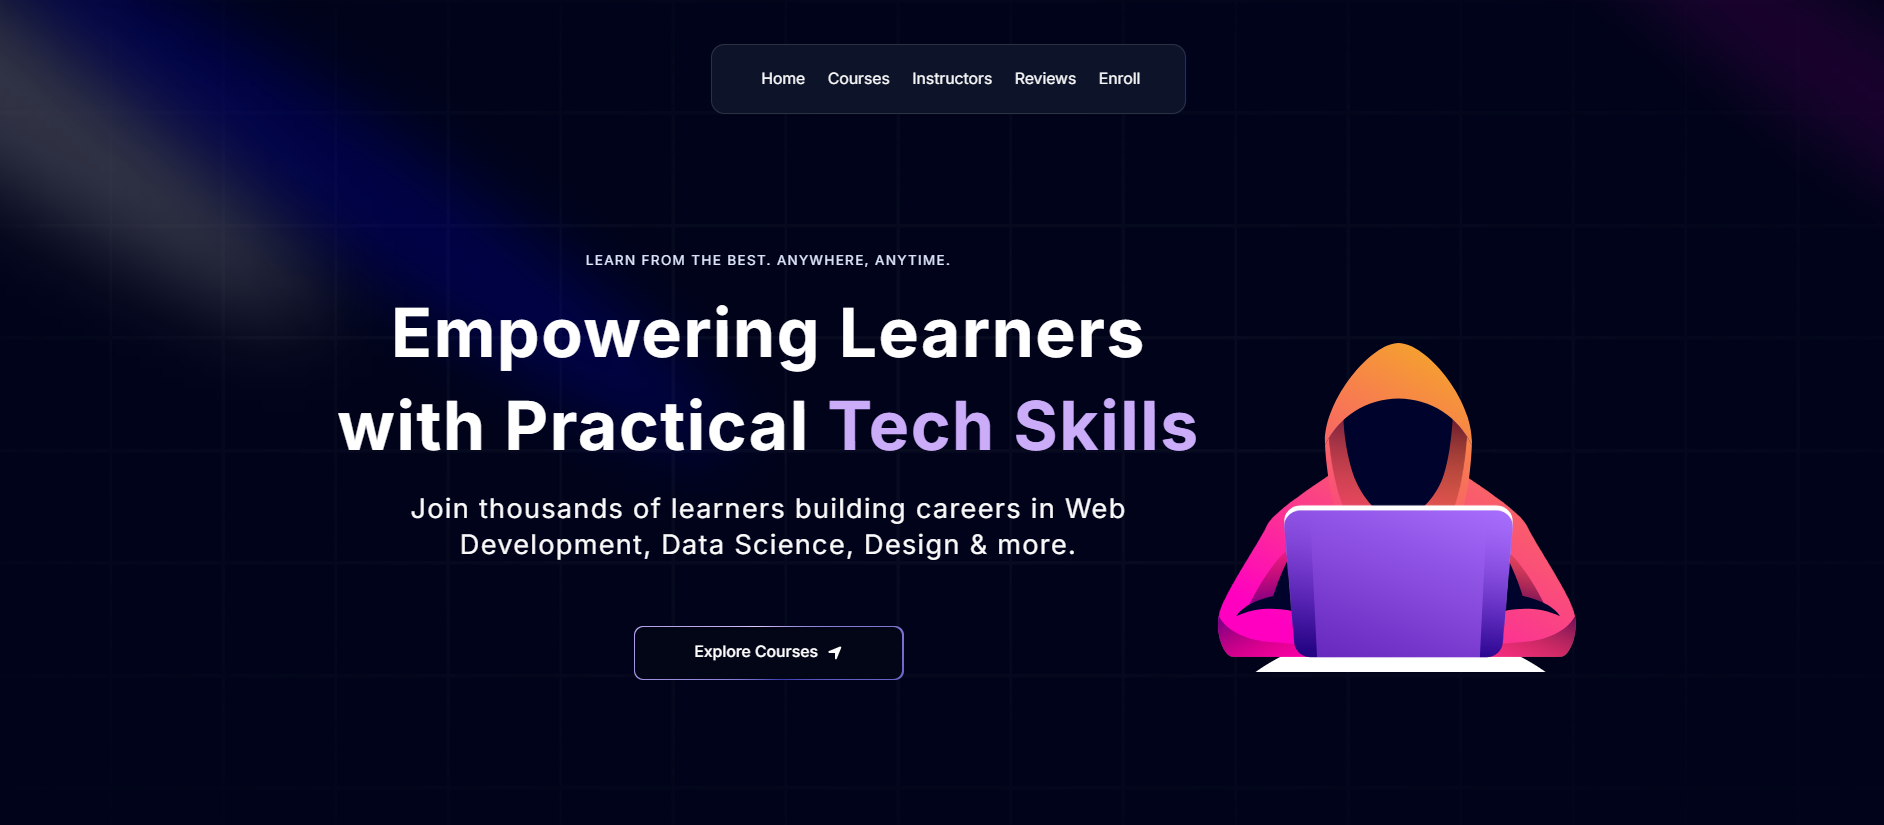 Home Courses Instructors Reviews Enroll
LEARN FROM THE BEST. ANYWHERE, ANYTIME.
Empowering Learners
with Practical Tech Skills
Join thousands of learners building careers in Web
Development, Data Science, Design & more.
Explore Courses